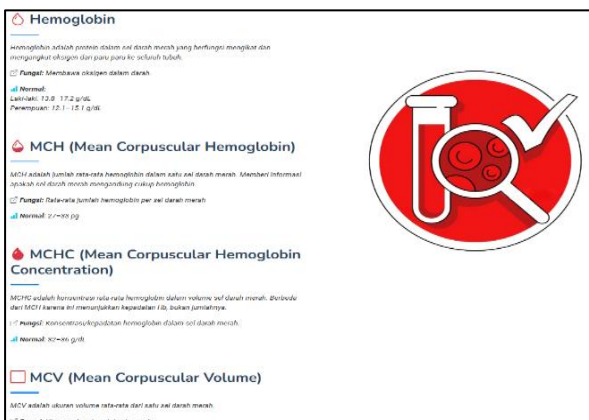 Hemoglobin
Hemoglobin adalah protein dalam sel darah merah yang berfungsi mengikat dan
mengangkut oksigen dari paru paru ke seluruh tubuh.
Fungsi: Membawa oksigen dalam darah
Normal:
Laki-laki: 13.8 - 17.2 g/dL
Perempuan: 12.1 - 15.1 g/dL
MCH (Mean Corpuscular Hemoglobin)
MCH adalah jumlah rata-rata hemoglobin dalam satu sel darah merah. Memberi informasi
apakah sel darah merah mengandung cukup hemoglobin.
Fungsi: Rata-rata jumlah hemoglobin per sel darah merah
Normal: 27–33 pg
MCHC (Mean Corpuscular Hemoglobin
Concentration)
MCHC adalah konsentrasi rata-rata hemoglobin dalam volume sel darah merah. Berbeda
dari MCH karena ini menunjukkan kepadatan Hb, bukan jumlahnya.
Fungsi: Konsentrasi/kepadatan hemoglobin dalam sel darah merah.
Normal: 32–36 g/dL
MCV (Mean Corpuscular Volume)
MCV adalah ukuran volume rata-rata dari satu sel darah merah.